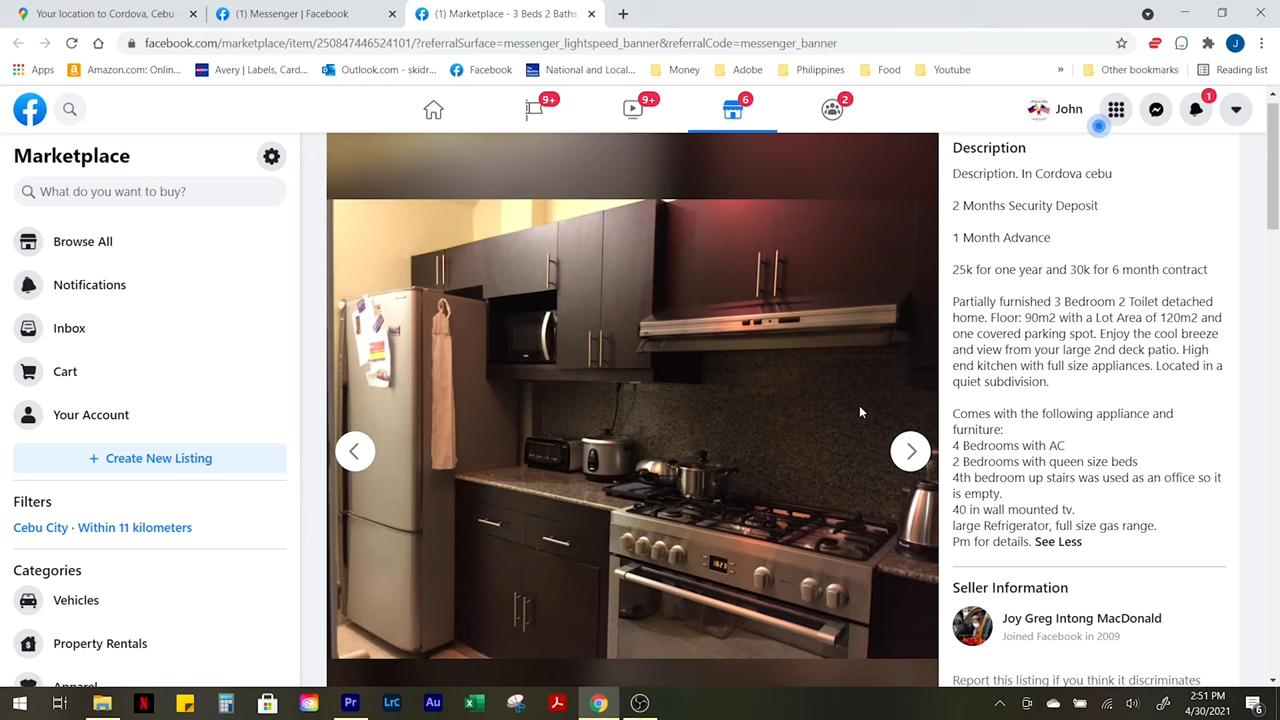 Your location to Cordova, Cebu
(1) Messenger | Facebook
(1) Marketplace - 3 Beds 2 Baths
facebook.com/marketplace/item/250847446524101/?referralSurface=messenger_lightspeed_banner&referralCode=messenger_banner
J
Apps
Amazon.com: Onlin...
Avery | Labels, Card...
Outlook.com - skidr...
Facebook
National and Local...
Money
Adobe
Philippines
Food
Youtube
»
Other bookmarks
Reading list
9+
9+
6
2
John
1
Marketplace
What do you want to buy?
Browse All
Notifications
Inbox
Cart
Your Account
+ Create New Listing
Filters
Cebu City · Within 11 kilometers
Categories
Vehicles
Property Rentals
Apparel
Description
Description. In Cordova cebu
2 Months Security Deposit
1 Month Advance
25k for one year and 30k for 6 month contract
Partially furnished 3 Bedroom 2 Toilet detached
home. Floor: 90m2 with a Lot Area of 120m2 and
one covered parking spot. Enjoy the cool breeze
and view from your large 2nd deck patio. High
end kitchen with full size appliances. Located in a
quiet subdivision.
Comes with the following appliance and
furniture:
4 Bedrooms with AC
2 Bedrooms with queen size beds
4th bedroom up stairs was used as an office so it
is empty.
40 in wall mounted tv.
large Refrigerator, full size gas range.
Pm for details. See Less
Seller Information
Joy Greg Intong MacDonald
Joined Facebook in 2009
Report this listing if you think it discriminates
Pr
LrC
Au
2:51 PM
4/30/2021
6